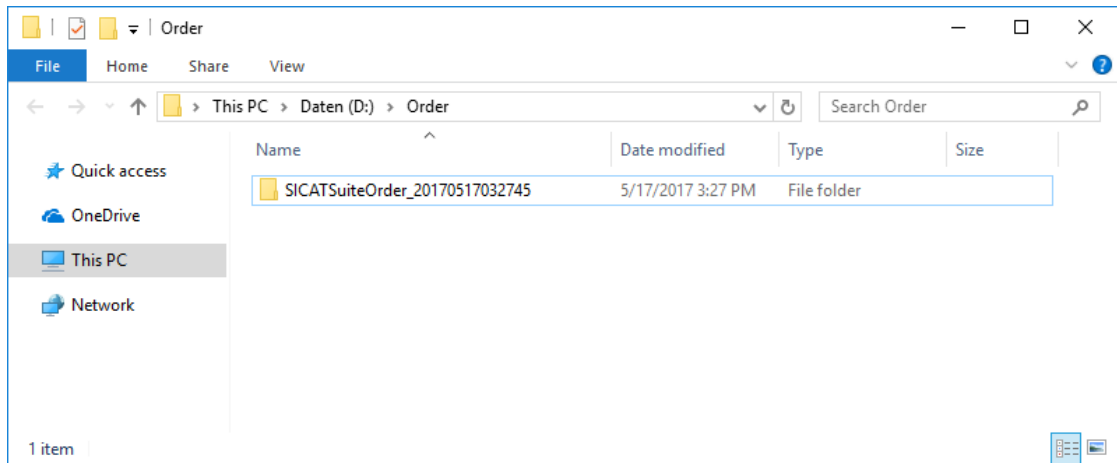 Order
File Home Share View
This PC > Daten (D:) > Order Search Order
Name Date modified Type Size
Quick access
SICATSuiteOrder_20170517032745 5/17/2017 3:27 PM File folder
OneDrive
This PC
Network
1 item